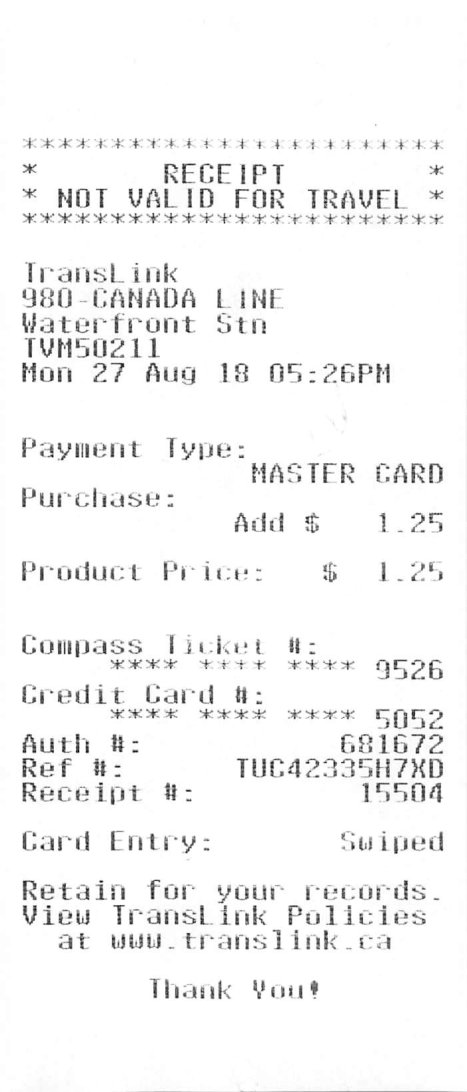 ************************
* RECEIPT *
* NOT VALID FOR TRAVEL *
************************
TransLink
980-CANADA LINE
Waterfront Stn
TVM50211
Mon 27 Aug 18 05:26PM
Payment Type:
MASTER CARD
Purchase:
Add $ 1.25
Product Price: $ 1.25
Compass Ticket #:
**** **** **** 9526
Credit Card #:
**** **** **** 5052
Auth #: 681672
Ref #: TUC42335H7XD
Receipt #: 15504
Card Entry: Swiped
Retain for your records.
View TransLink Policies
at www.translink.ca
Thank You!